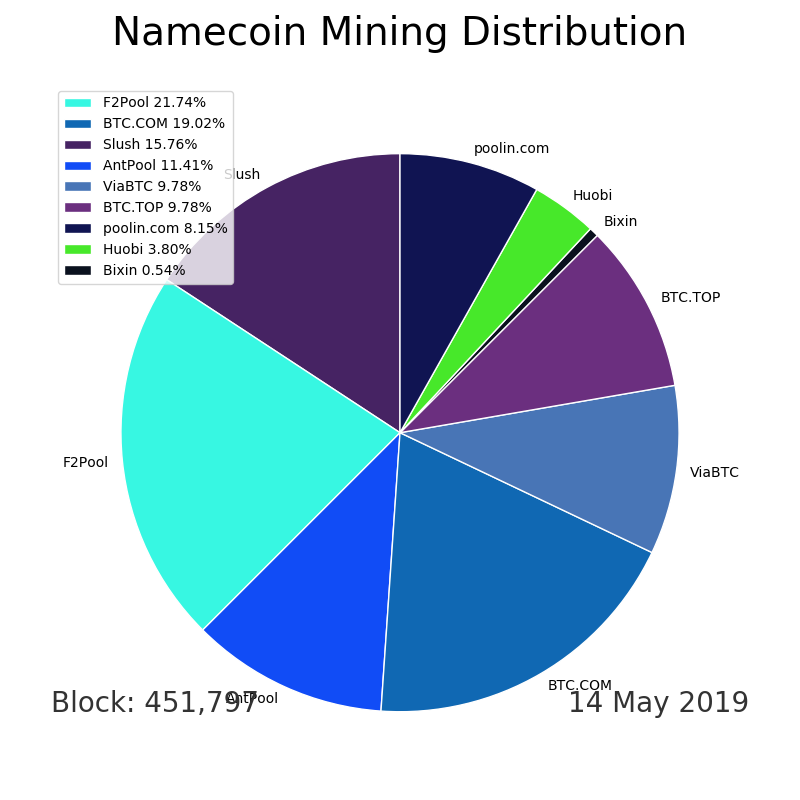 Namecoin Mining Distribution
F2Pool 21.74%
BTC.COM 19.02%
Slush 15.76%
AntPool 11.41%
ViaBTC 9.78%
BTC.TOP 9.78%
poolin.com 8.15%
Huobi 3.80%
Bixin 0.54%
poolin.com
Slush
Huobi
Bixin
BTC.TOP
F2Pool
ViaBTC
BTC.COM
AntPool
Block: 451,797
14 May 2019